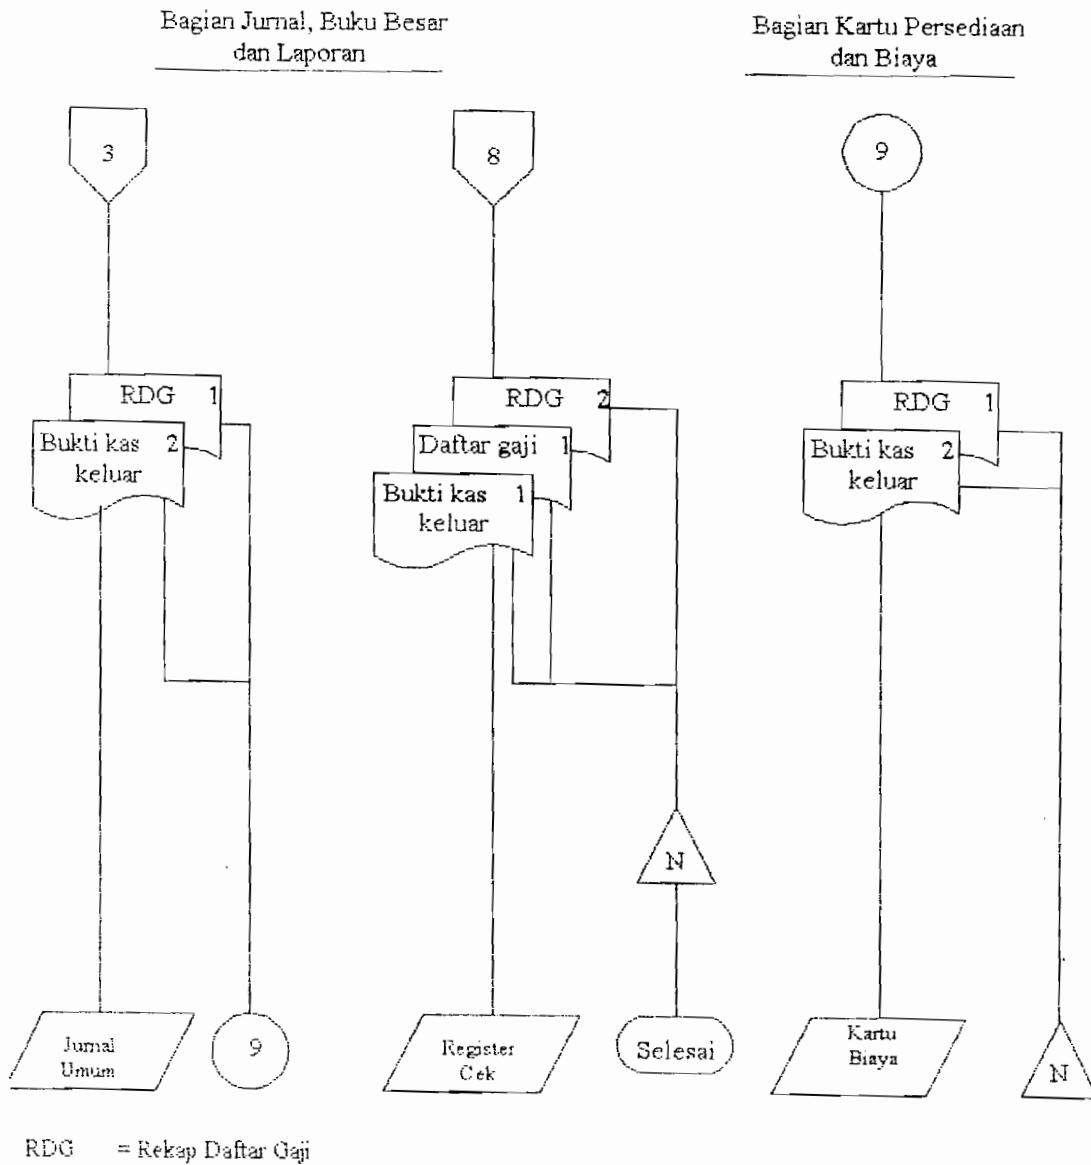 Bagian Jurnal, Buku Besar
dan Laporan
Bagian Kartu Persediaan
dan Biaya
3
8
9
RDG 1
Bukti kas 2
keluar
RDG 2
Daftar gaji 1
Bukti kas 1
keluar
RDG 1
Bukti kas 2
keluar
N
Jurnal
Umum
9
Register
Cek
Selesai
Kartu
Biaya
N
RDG = Rekap Daftar Gaji